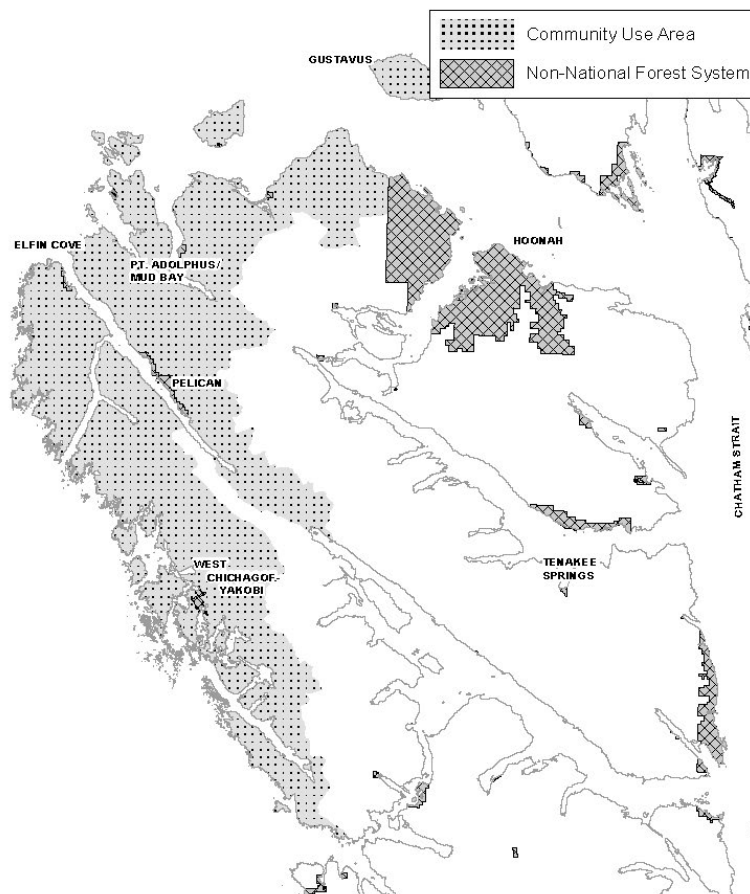 Community Use Area
Non-National Forest System
GUSTAVUS
HOONAH
ELFIN COVE
PT. ADOLPHUS/
MUD BAY
PELICAN
CHATHAM STRAIT
WEST
CHICHAGOF-
YAKOBI
TENAKEE
SPRINGS